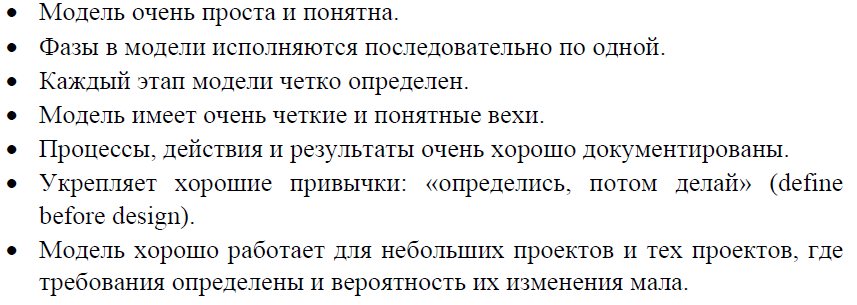 • Модель очень проста и понятна.
• Фазы в модели исполняются последовательно по одной.
• Каждый этап модели четко определен.
• Модель имеет очень четкие и понятные вехи.
• Процессы, действия и результаты очень хорошо документированы.
• Укрепляет хорошие привычки: «определись, потом делай» (define
before design).
• Модель хорошо работает для небольших проектов и тех проектов, где
требования определены и вероятность их изменения мала.